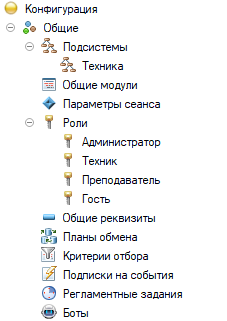 Конфигурация
Общие
Подсистемы
Техника
Общие модули
Параметры сеанса
Роли
Администратор
Техник
Преподаватель
Гость
Общие реквизиты
Планы обмена
Критерии отбора
Подписки на события
Регламентные задания
Боты